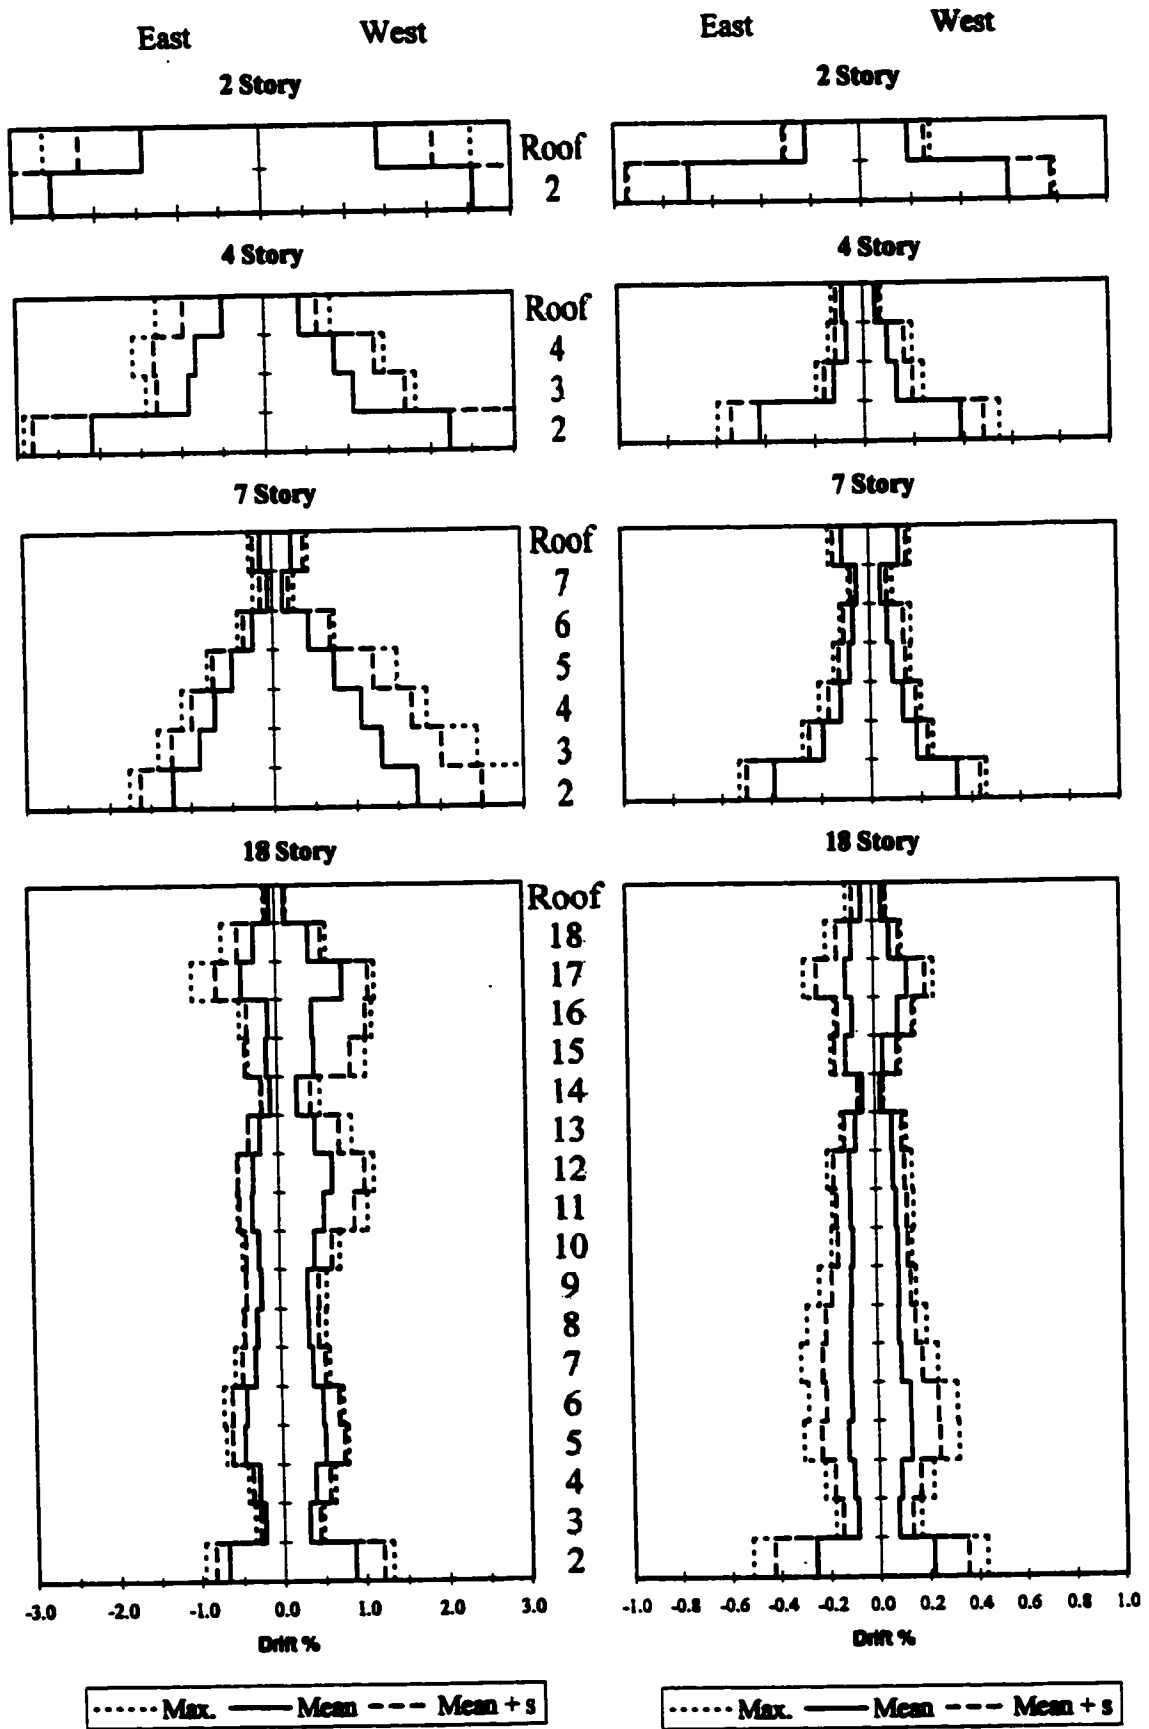 East West East West
2 Story 2 Story
Roof
2
4 Story 4 Story
Roof
4
3
2
7 Story 7 Story
Roof
7
6
5
4
3
2
18 Story 18 Story
Roof
18
17
16
15
14
13
12
11
10
9
8
7
6
5
4
3
2
-3.0 -2.0 -1.0 0.0 1.0 2.0 3.0 -1.0 -0.8 -0.6 -0.4 -0.2 0.0 0.2 0.4 0.6 0.8 1.0
Drift % Drift %
Max. Mean Mean + s Max. Mean Mean + s